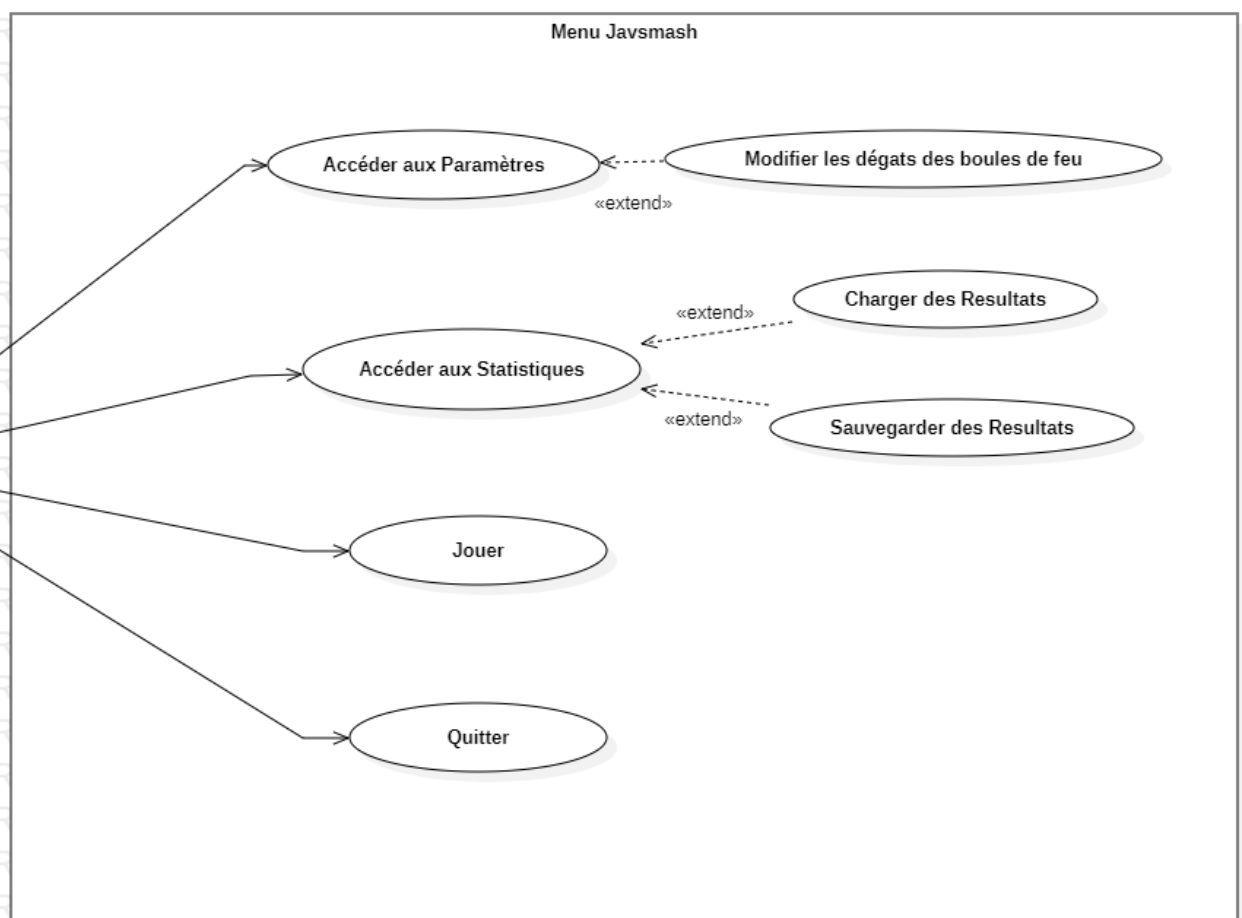 Menu Javsmash
Accéder aux Paramètres
Modifier les dégats des boules de feu
«extend»
Charger des Resultats
«extend»
Accéder aux Statistiques
«extend»
Sauvegarder des Resultats
Jouer
Quitter